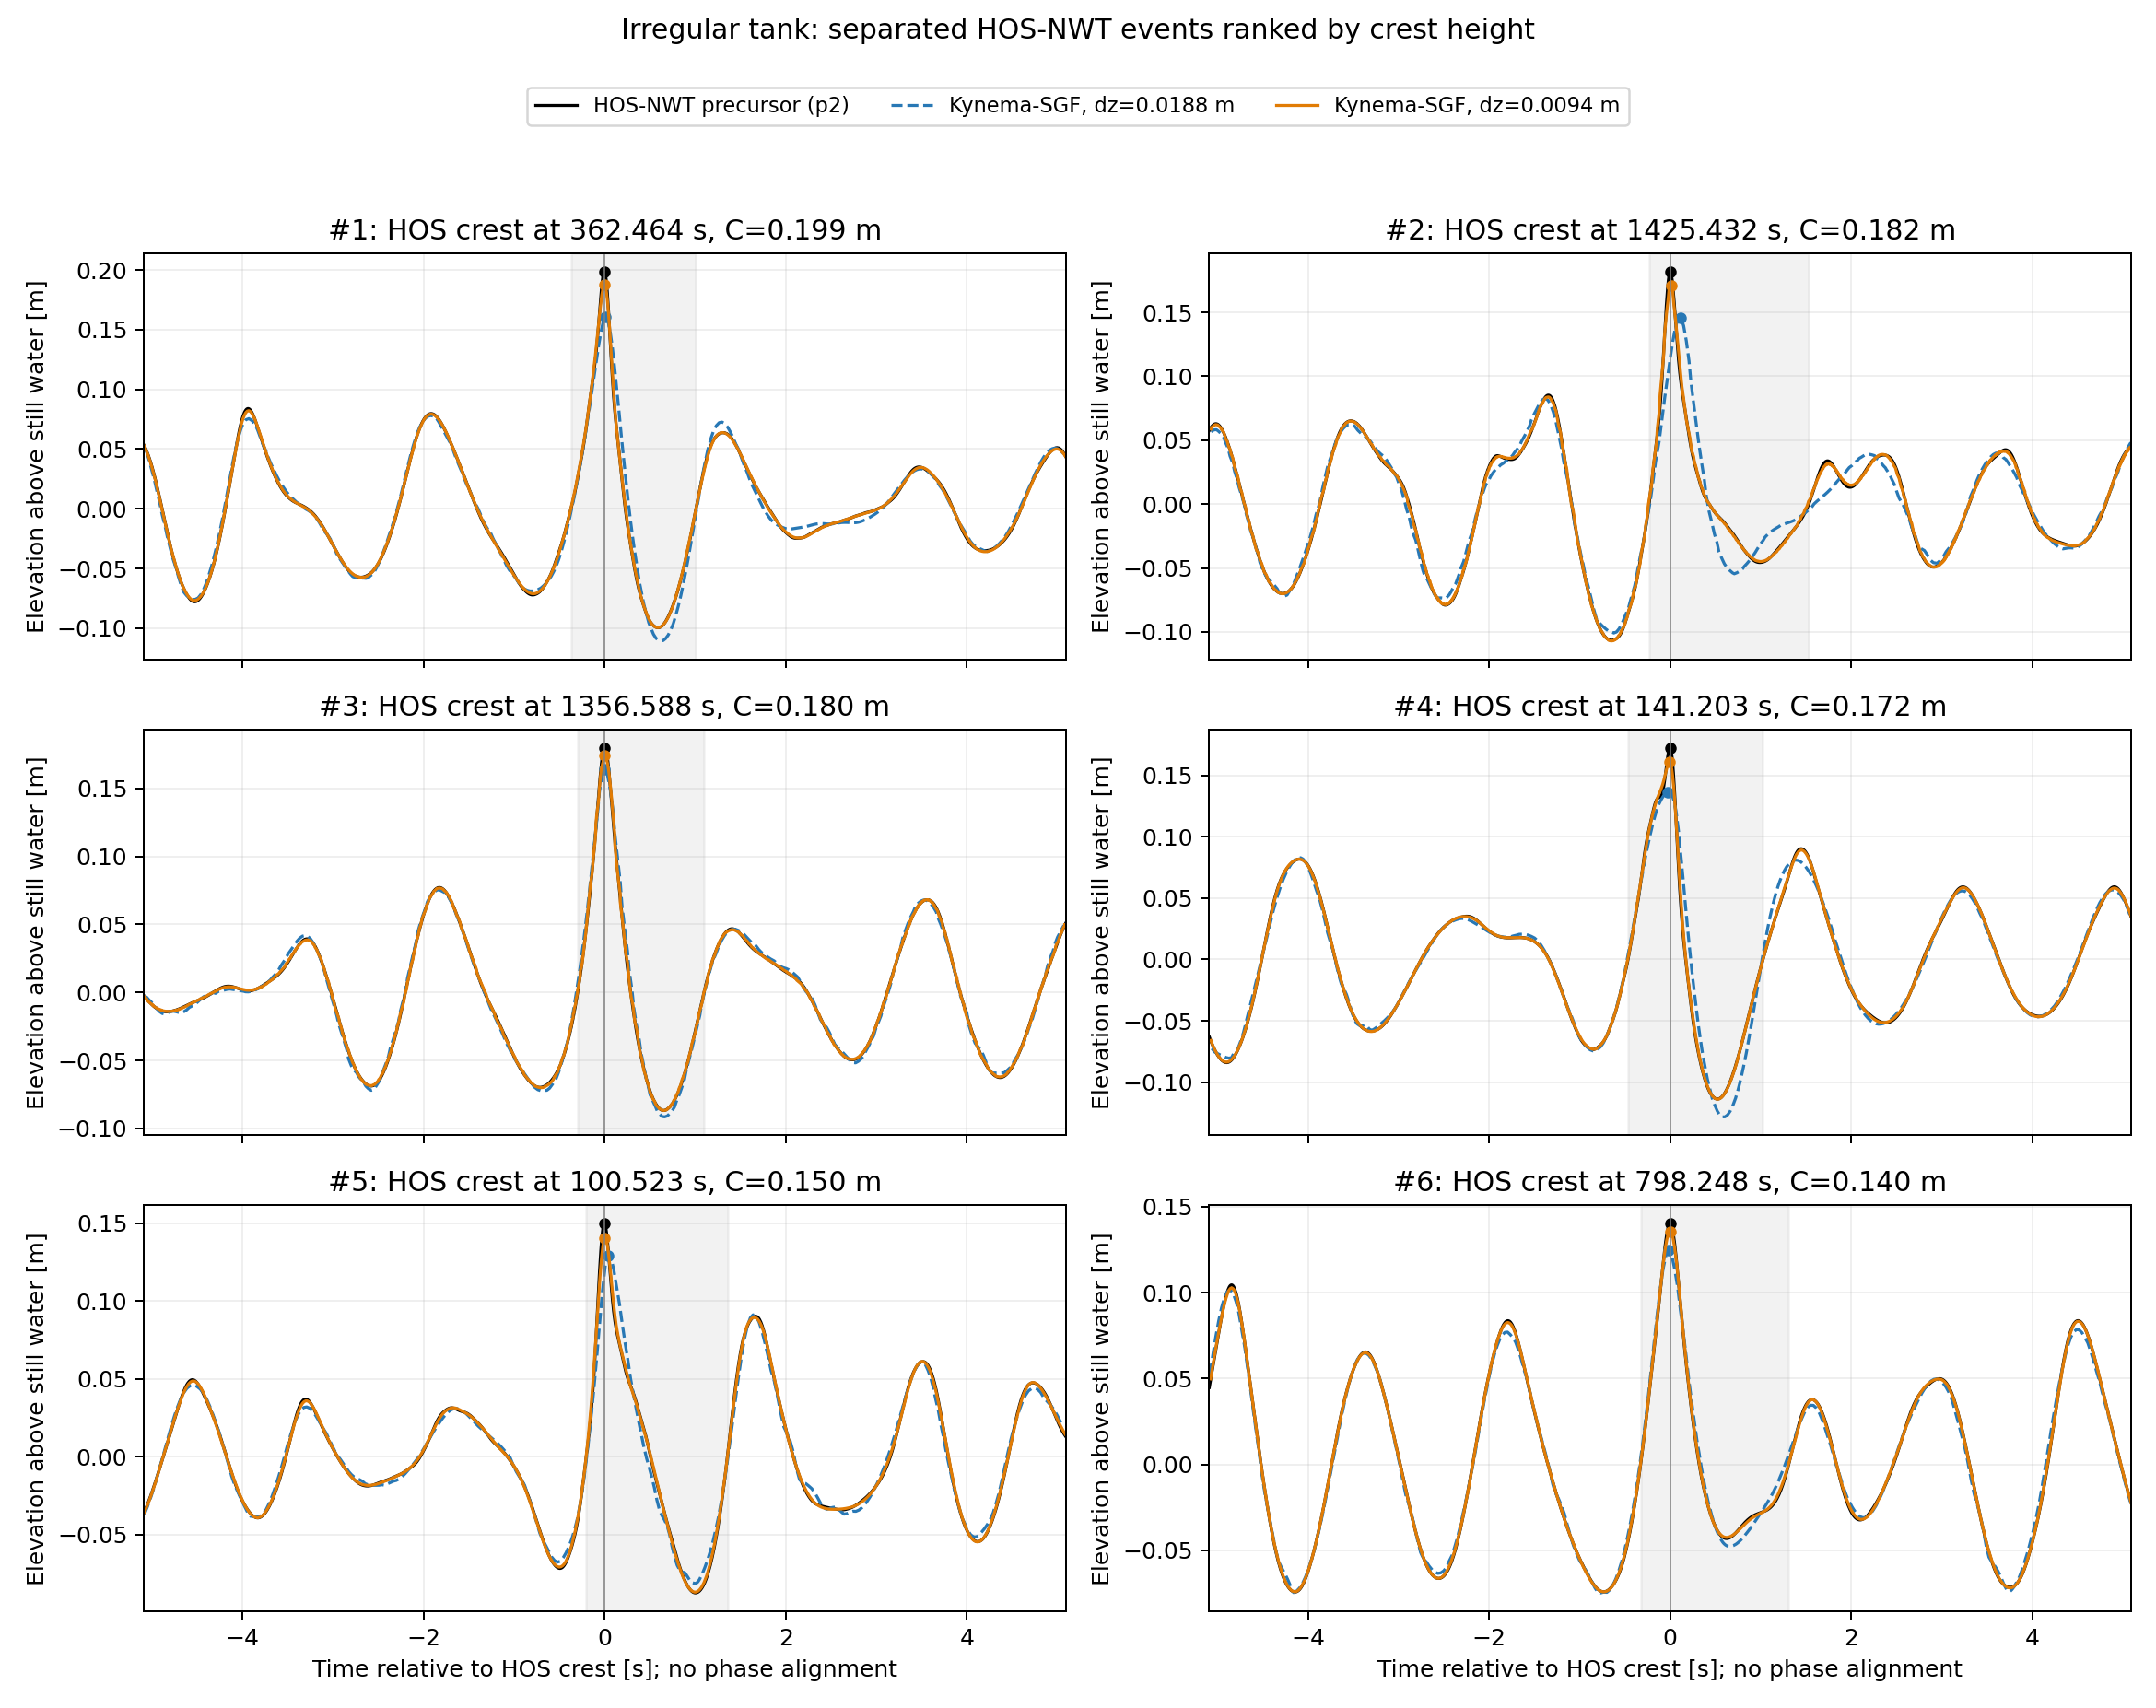 Irregular tank: separated HOS-NWT events ranked by crest height
HOS-NWT precursor (p2) Kynema-SGF, dz=0.0188 m Kynema-SGF, dz=0.0094 m
#1: HOS crest at 362.464 s, C=0.199 m
Elevation above still water [m]
0.20
0.15
0.10
0.05
0.00
−0.05
−0.10
#2: HOS crest at 1425.432 s, C=0.182 m
Elevation above still water [m]
0.15
0.10
0.05
0.00
−0.05
−0.10
#3: HOS crest at 1356.588 s, C=0.180 m
Elevation above still water [m]
0.15
0.10
0.05
0.00
−0.05
−0.10
#4: HOS crest at 141.203 s, C=0.172 m
Elevation above still water [m]
0.15
0.10
0.05
0.00
−0.05
−0.10
#5: HOS crest at 100.523 s, C=0.150 m
Elevation above still water [m]
0.15
0.10
0.05
0.00
−0.05
−4 −2 0 2 4
Time relative to HOS crest [s]; no phase alignment
#6: HOS crest at 798.248 s, C=0.140 m
Elevation above still water [m]
0.15
0.10
0.05
0.00
−0.05
−4 −2 0 2 4
Time relative to HOS crest [s]; no phase alignment